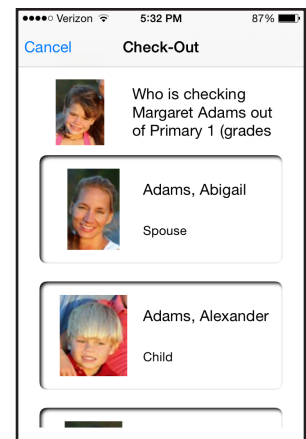 Verizon 5:32 PM 87%
Cancel Check-Out
Who is checking
Margaret Adams out
of Primary 1 (grades
Adams, Abigail
Spouse
Adams, Alexander
Child